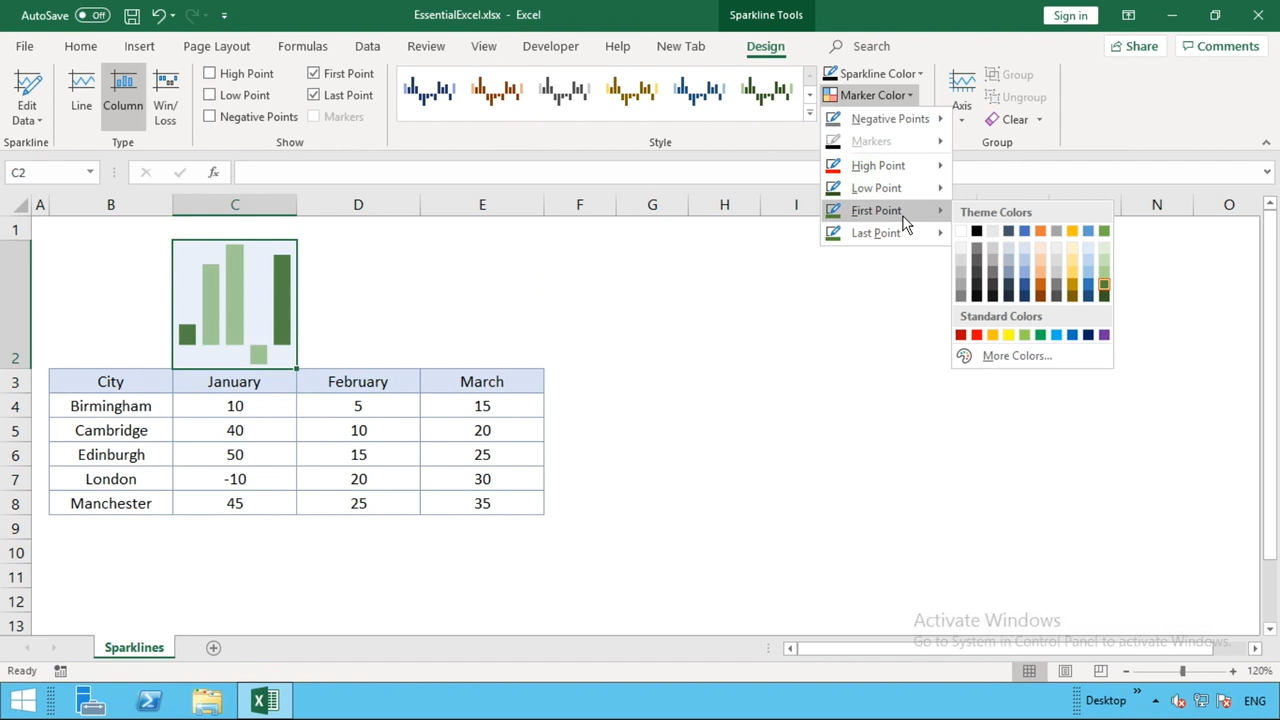 AutoSave Off EssentialExcel.xlsx - Excel Sparkline Tools Sign in
File Home Insert Page Layout Formulas Data Review View Developer Help New Tab Design Search Share Comments
Edit Data Line Column Win/Loss
High Point First Point
Low Point Last Point
Negative Points Markers
Sparkline Color
Marker Color
Axis
Group
Ungroup
Clear
Sparkline Type Show Style Group
Negative Points
Markers
High Point
Low Point
First Point
Last Point
Theme Colors
Standard Colors
More Colors...
C2 fx
A B C D E F G H I N O
1
2
3 City January February March
4 Birmingham 10 5 15
5 Cambridge 40 10 20
6 Edinburgh 50 15 25
7 London -10 20 30
8 Manchester 45 25 35
9
10
11
12
13
Activate Windows
Go to System in Control Panel to activate Windows.
Sparklines
Ready 120%
Desktop ENG